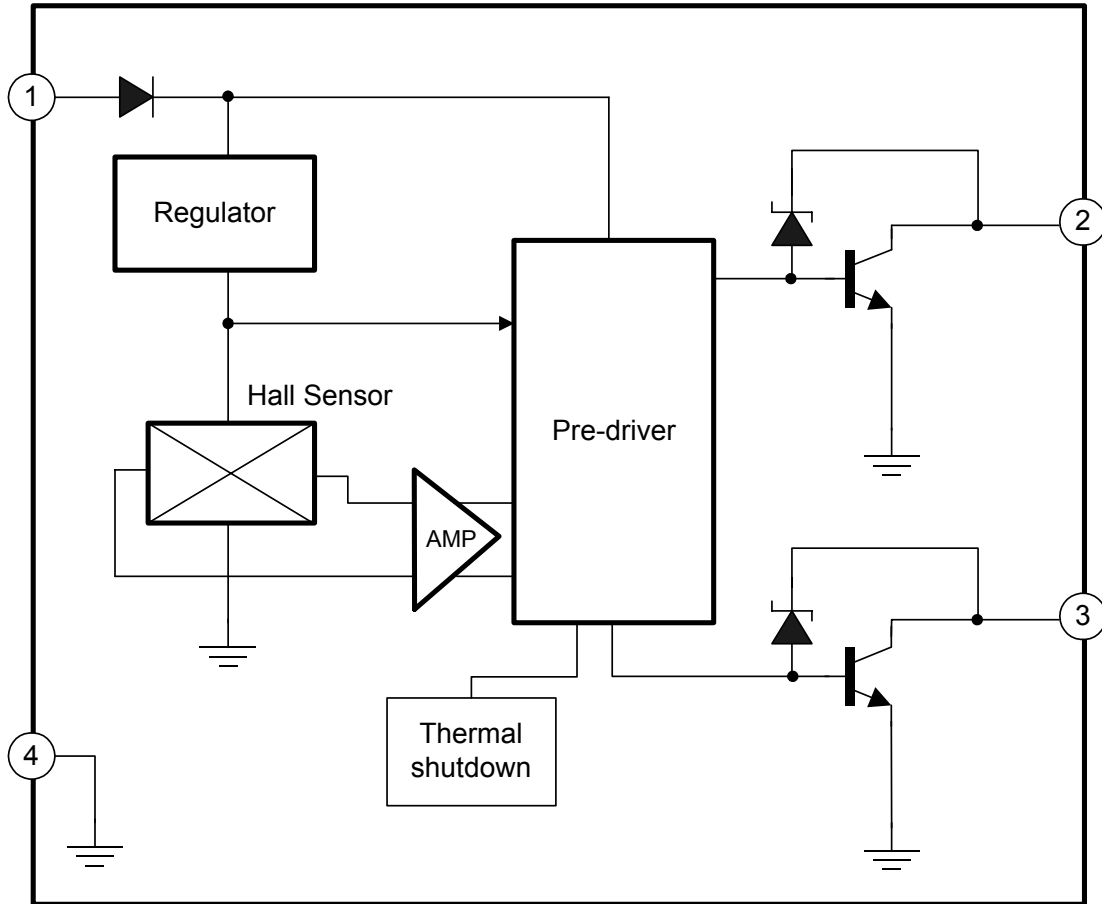 1
Regulator
2
Hall Sensor
Pre-driver
AMP
3
Thermal
shutdown
4